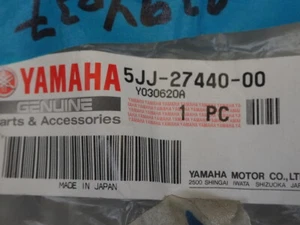 YAMAHA
5JJ-27440-00
Y030620A
GENUINE
Parts & Accessories
1 PC
MADE IN JAPAN
YAMAHA MOTOR CO.,LT
2500 SHINGAI IWATA SHIZUOKA JA